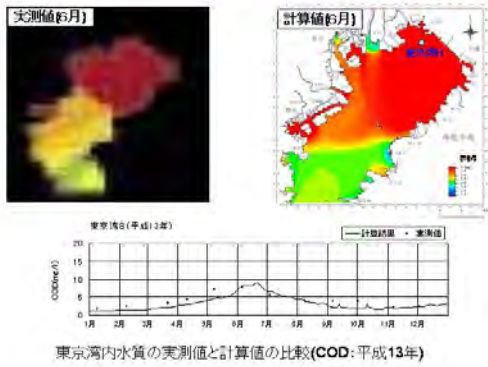 実測値(6月)
計算値(6月)
東京湾8(平成13年)
計算結果
実測値
COD(mg/l)
20
15
10
5
0
1月 2月 3月 4月 5月 6月 7月 8月 9月 10月 11月 12月
東京湾内水質の実測値と計算値の比較(COD:平成13年)